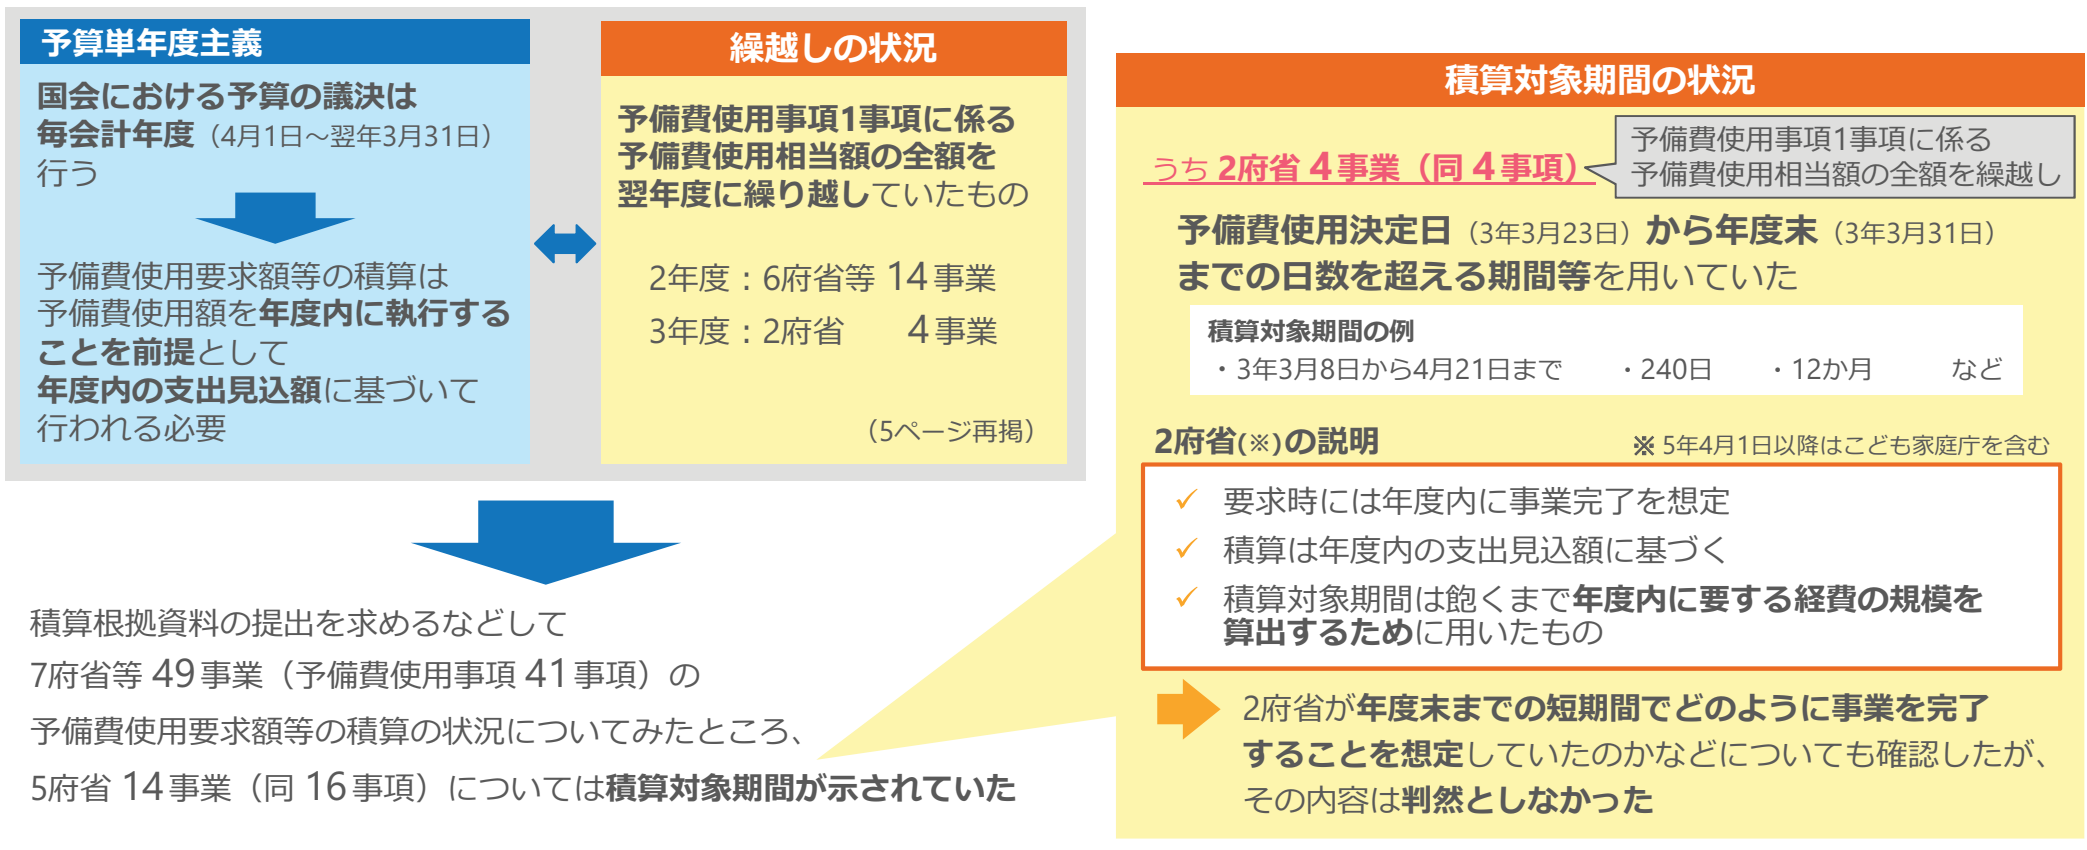 予算単年度主義
国会における予算の議決は
毎会計年度（4月1日～翌年3月31日）
行う
予備費使用要求額等の積算は
予備費使用額を年度内に執行する
ことを前提として
年度内の支出見込額に基づいて
行われる必要
繰越しの状況
予備費使用事項1事項に係る
予備費使用相当額の全額を
翌年度に繰り越していたもの
2年度：6府省等 14事業
3年度：2府省 4事業
（5ページ再掲）
積算根拠資料の提出を求めるなどして
7府省等 49事業（予備費使用事項 41事項）の
予備費使用要求額等の積算の状況についてみたところ、
5府省 14事業（同 16事項）については積算対象期間が示されていた
積算対象期間の状況
うち 2府省 4事業（同 4事項）
予備費使用事項1事項に係る
予備費使用相当額の全額を繰越し
予備費使用決定日（3年3月23日）から年度末（3年3月31日）
までの日数を超える期間等を用いていた
積算対象期間の例
・3年3月8日から4月21日まで ・240日 ・12か月 など
2府省(※)の説明 ※ 5年4月1日以降はこども家庭庁を含む
✓ 要求時には年度内に事業完了を想定
✓ 積算は年度内の支出見込額に基づく
✓ 積算対象期間は飽くまで年度内に要する経費の規模を
算出するために用いたもの
2府省が年度末までの短期間でどのように事業を完了
することを想定していたのかなどについても確認したが、
その内容は判然としなかった